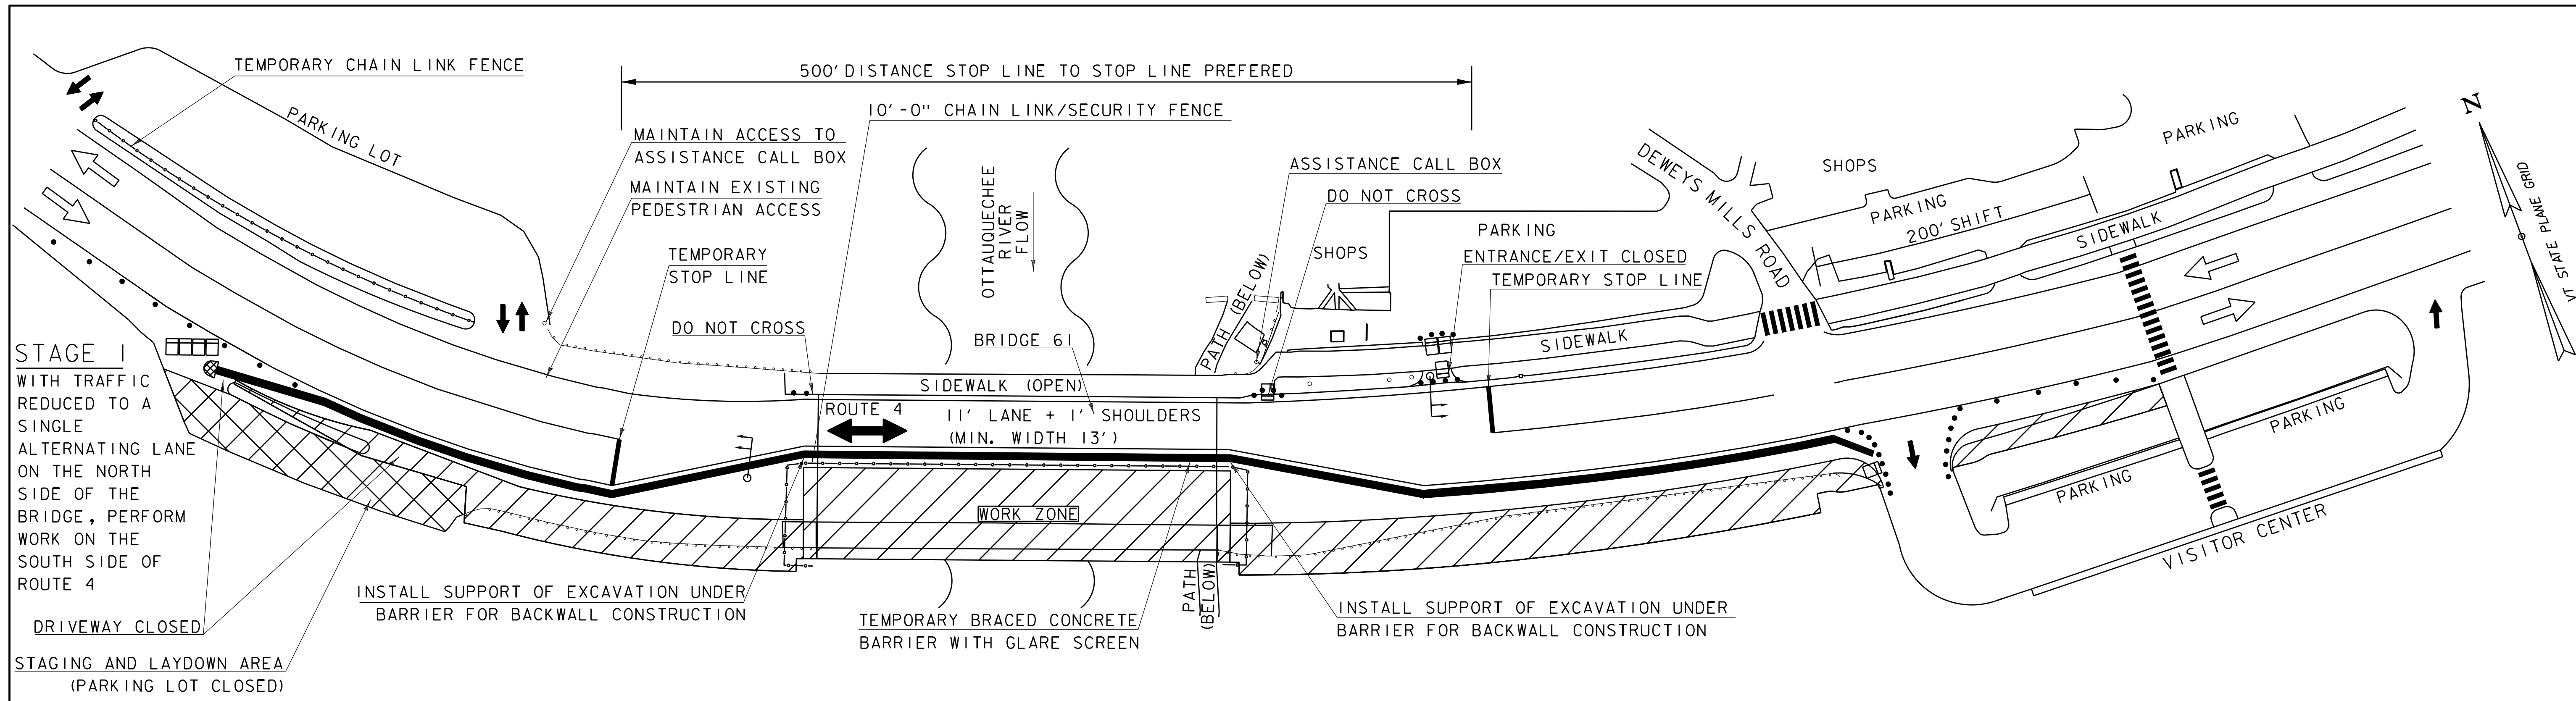 TEMPORARY CHAIN LINK FENCE
PARKING LOT
500' DISTANCE STOP LINE TO STOP LINE PREFERED
10'-0" CHAIN LINK/SECURITY FENCE
MAINTAIN ACCESS TO
ASSISTANCE CALL BOX
MAINTAIN EXISTING
PEDESTRIAN ACCESS
TEMPORARY
STOP LINE
DO NOT CROSS
OTTAUQUECHEE
RIVER
FLOW
BRIDGE 61
ASSISTANCE CALL BOX
DO NOT CROSS
PATH (BELOW)
SHOPS
PARKING
ENTRANCE/EXIT CLOSED
TEMPORARY STOP LINE
DEWEYS MILLS ROAD
SHOPS
PARKING
PARKING
200' SHIFT
SIDEWALK
N
VT STATE PLANE GRID
SIDEWALK
SIDEWALK (OPEN)
ROUTE 4
11' LANE + 1' SHOULDERS
(MIN. WIDTH 13')
WORK ZONE
STAGE 1
WITH TRAFFIC
REDUCED TO A
SINGLE
ALTERNATING LANE
ON THE NORTH
SIDE OF THE
BRIDGE, PERFORM
WORK ON THE
SOUTH SIDE OF
ROUTE 4
DRIVEWAY CLOSED
STAGING AND LAYDOWN AREA
(PARKING LOT CLOSED)
INSTALL SUPPORT OF EXCAVATION UNDER
BARRIER FOR BACKWALL CONSTRUCTION
TEMPORARY BRACED CONCRETE
BARRIER WITH GLARE SCREEN
PATH
(BELOW)
INSTALL SUPPORT OF EXCAVATION UNDER
BARRIER FOR BACKWALL CONSTRUCTION
PARKING
PARKING
VISITOR CENTER